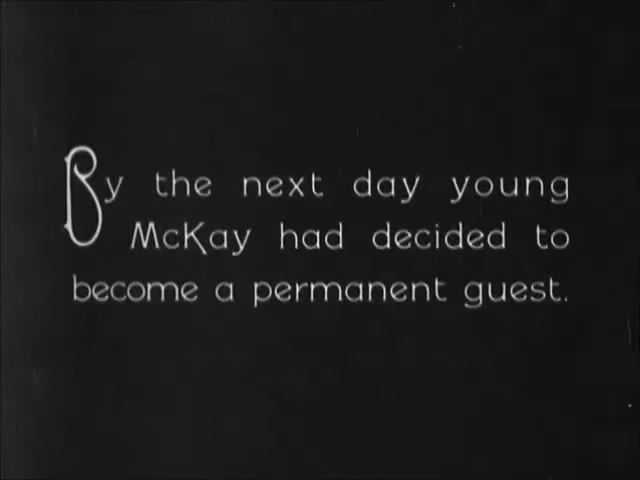 By the next day young
McKay had decided to
become a permanent guest.